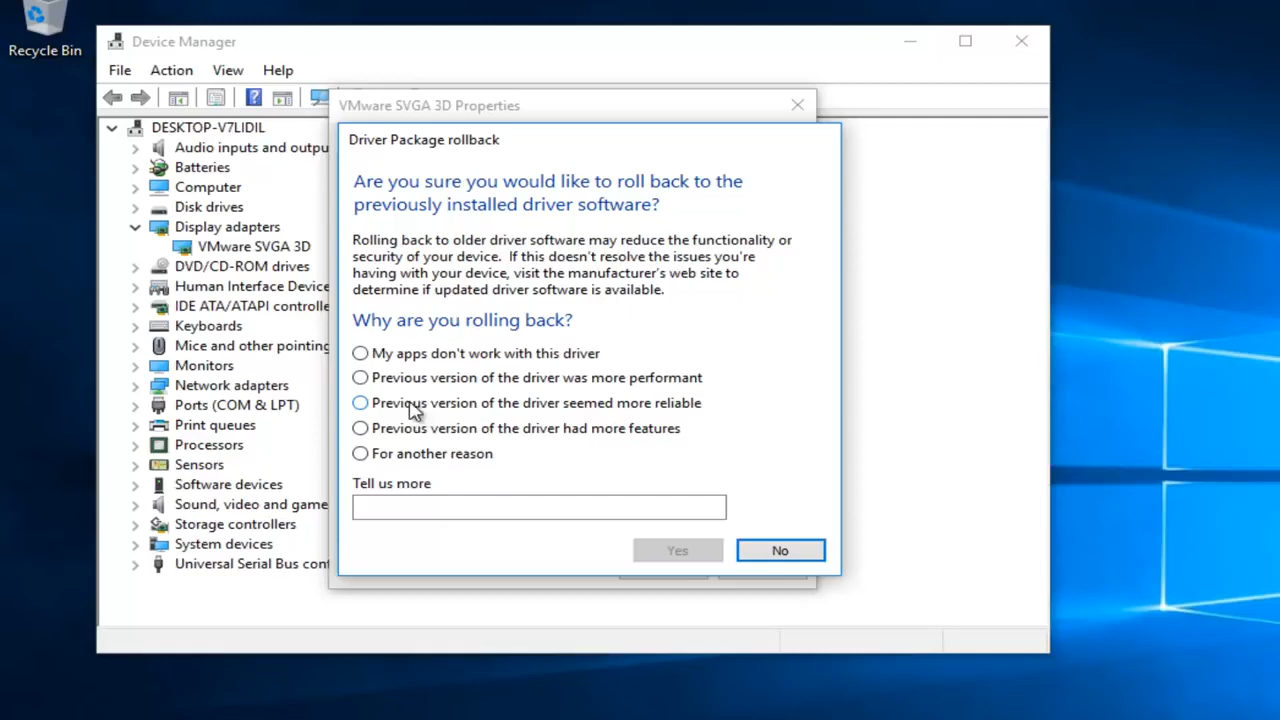 Recycle Bin
Device Manager
File Action View Help
DESKTOP-V7LIDIL
Audio inputs and outpu
Batteries
Computer
Disk drives
Display adapters
VMware SVGA 3D
DVD/CD-ROM drives
Human Interface Device
IDE ATA/ATAPI controlle
Keyboards
Mice and other pointing
Monitors
Network adapters
Ports (COM & LPT)
Print queues
Processors
Sensors
Software devices
Sound, video and game
Storage controllers
System devices
Universal Serial Bus cont
VMware SVGA 3D Properties
Driver Package rollback
Are you sure you would like to roll back to the
previously installed driver software?
Rolling back to older driver software may reduce the functionality or
security of your device. If this doesn't resolve the issues you're
having with your device, visit the manufacturer's web site to
determine if updated driver software is available.
Why are you rolling back?
My apps don't work with this driver
Previous version of the driver was more performant
Previous version of the driver seemed more reliable
Previous version of the driver had more features
For another reason
Tell us more
Yes No